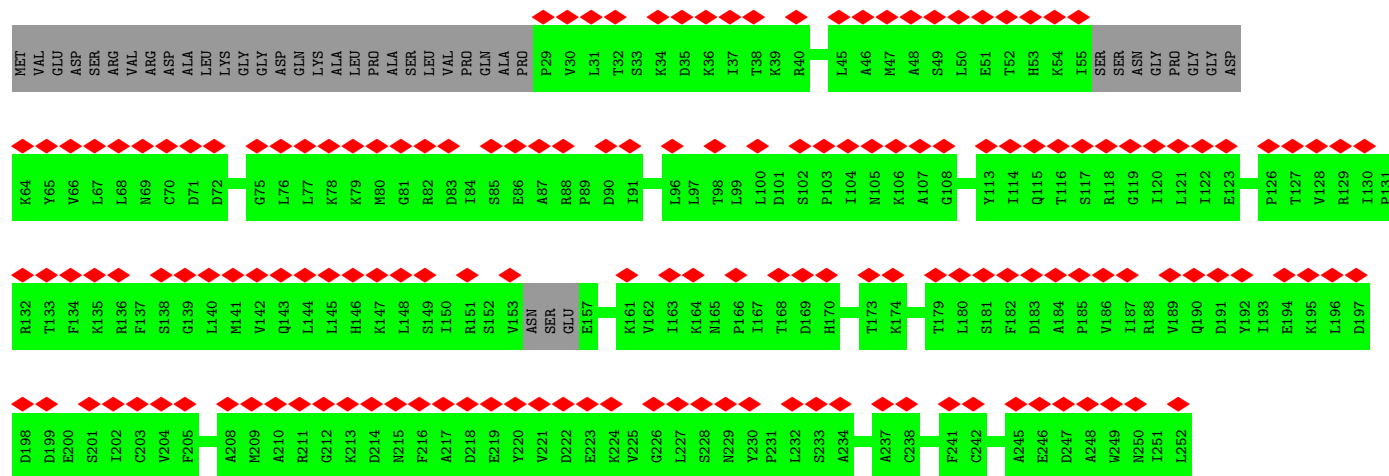 MET VAL GLU ASP SER ARG VAL ARG ASP ALA LEU LYS GLY GLY ASP GLN LYS ALA LEU PRO ALA SER LEU VAL PRO GLN ALA PRO P29 V30 L31 T32 S33 K34 D35 K36 I37 T38 K39 R40 L45 A46 M47 A48 S49 L50 E51 T52 H53 K54 I55 SER SER ASN GLY PRO GLY GLY ASP
K64 Y65 V66 L67 L68 N69 C70 D71 D72 G75 L76 L77 K78 K79 M80 G81 R82 D83 I84 S85 E86 A87 R88 P89 D90 I91 L96 L97 T98 L99 L100 D101 S102 P103 I104 N105 K106 A107 G108 Y113 I114 Q115 T116 S117 R118 G119 I120 L121 I122 E123 P126 T127 V128 R129 I130 P131
R132 T133 F134 K135 R136 F137 S138 G139 L140 M141 V142 Q143 L144 L145 H146 K147 L148 S149 I150 R151 S152 V153 ASN SER GLU E157 K161 V162 I163 K164 N165 P166 I167 T168 D169 H170 T173 K174 T179 L180 S181 F182 D183 A184 P185 V186 I187 R188 V189 Q190 D191 Y192 I193 E194 K195 L196 D197
D198 D199 E200 S201 I202 C203 V204 F205 A208 M209 A210 R211 G212 K213 D214 N215 F216 A217 D218 E219 Y220 V221 D222 E223 K224 V225 G226 L227 S228 N229 Y230 P231 L232 S233 A234 A237 C238 F241 C242 A245 E246 D247 A248 W249 N250 I251 L252